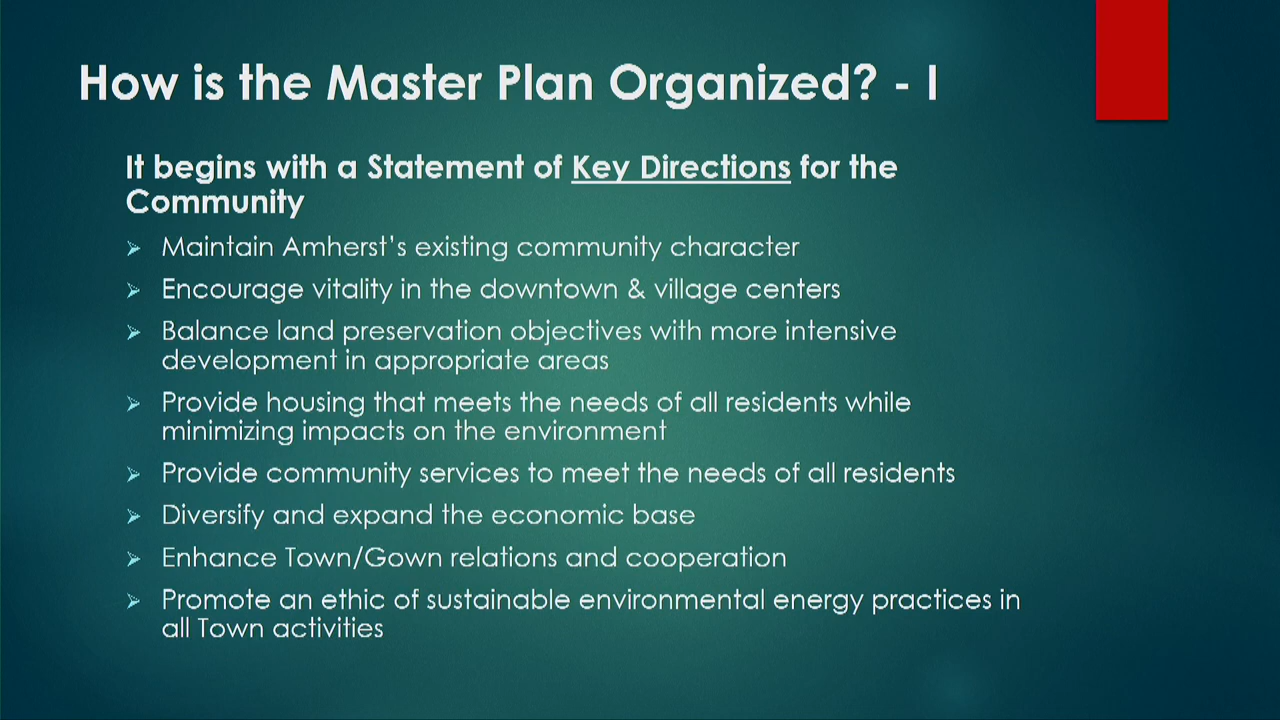 How is the Master Plan Organized? - I
It begins with a Statement of Key Directions for the
Community
➢ Maintain Amherst’s existing community character
➢ Encourage vitality in the downtown & village centers
➢ Balance land preservation objectives with more intensive
development in appropriate areas
➢ Provide housing that meets the needs of all residents while
minimizing impacts on the environment
➢ Provide community services to meet the needs of all residents
➢ Diversify and expand the economic base
➢ Enhance Town/Gown relations and cooperation
➢ Promote an ethic of sustainable environmental energy practices in
all Town activities